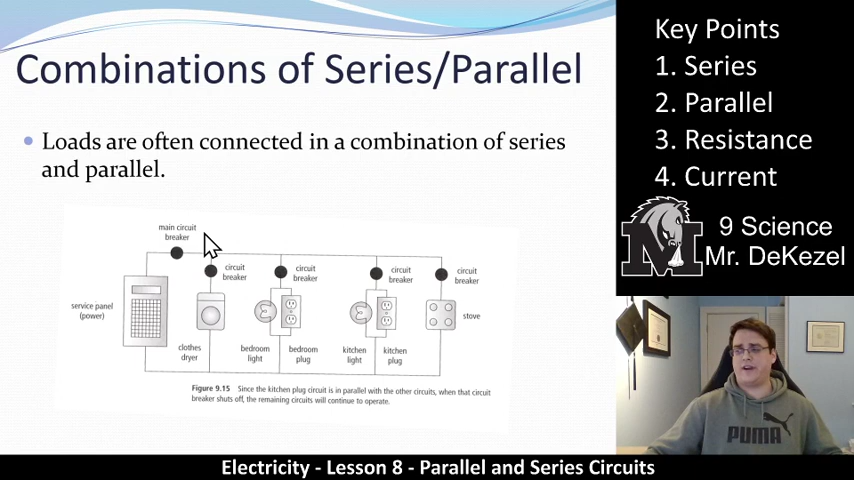 Combinations of Series/Parallel
Loads are often connected in a combination of series
and parallel.
main circuit
breaker
circuit
breaker
circuit
breaker
circuit
breaker
circuit
breaker
service panel
(power)
stove
clothes
dryer
bedroom
light
bedroom
plug
kitchen
light
kitchen
plug
Figure 9.15 Since the kitchen plug circuit is in parallel with the other circuits, when that circuit
breaker shuts off, the remaining circuits will continue to operate.
Key Points
1. Series
2. Parallel
3. Resistance
4. Current
M
9 Science
Mr. DeKezel
PUMA
Electricity - Lesson 8 - Parallel and Series Circuits